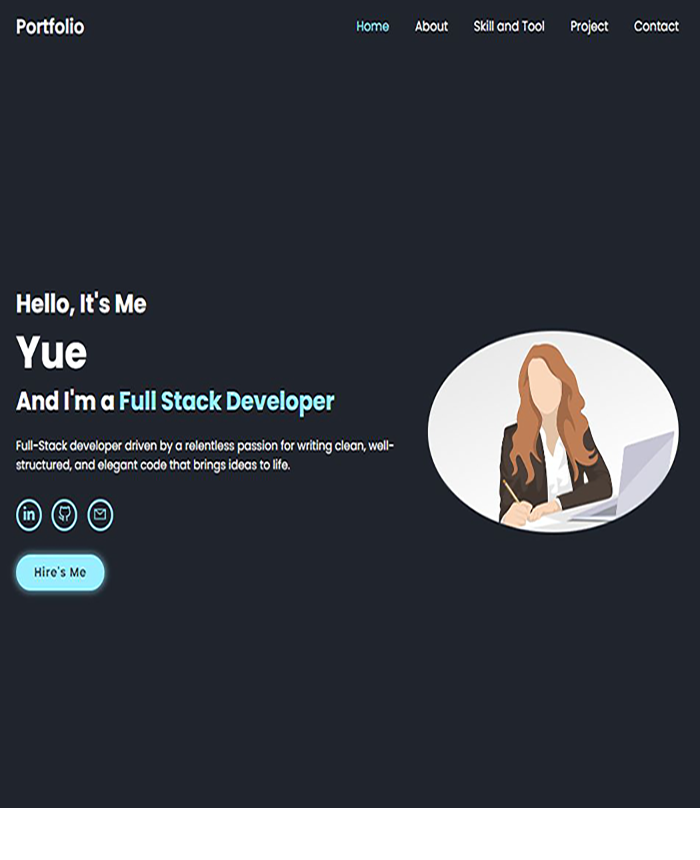 Portfolio
Home About Skill and Tool Project Contact
Hello, It's Me
Yue
And I'm a Full Stack Developer
Full-Stack developer driven by a relentless passion for writing clean, well-
structured, and elegant code that brings ideas to life.
in
Hire's Me